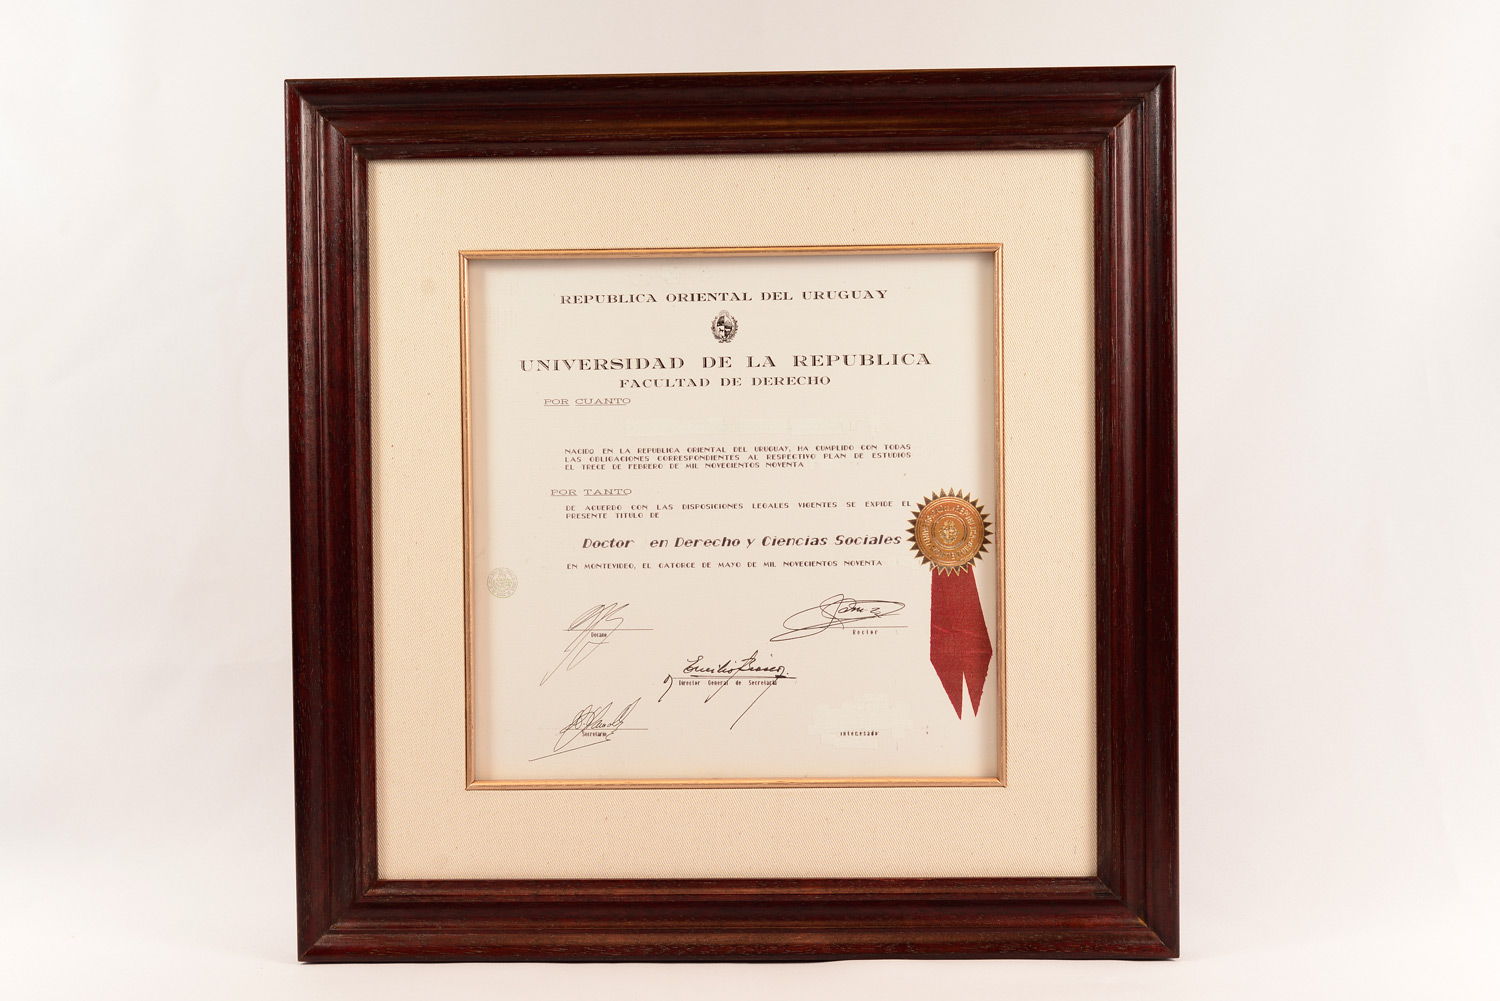 REPUBLICA ORIENTAL DEL URUGUAY
UNIVERSIDAD DE LA REPUBLICA
FACULTAD DE DERECHO
POR CUANTO
NACIDO EN LA REPUBLICA ORIENTAL DEL URUGUAY, HA CUMPLIDO CON TODAS
LAS OBLIGACIONES CORRESPONDIENTES AL RESPECTIVO PLAN DE ESTUDIOS
EL TRECE DE FEBRERO DE MIL NOVECIENTOS NOVENTA
POR TANTO
DE ACUERDO CON LAS DISPOSICIONES LEGALES VIGENTES SE EXPIDE EL
PRESENTE TITULO DE
Doctor en Derecho y Ciencias Sociales
EN MONTEVIDEO, EL CATORCE DE MAYO DE MIL NOVECIENTOS NOVENTA
Decano
Rector
Director General de Secretaría
Secretario
interesado